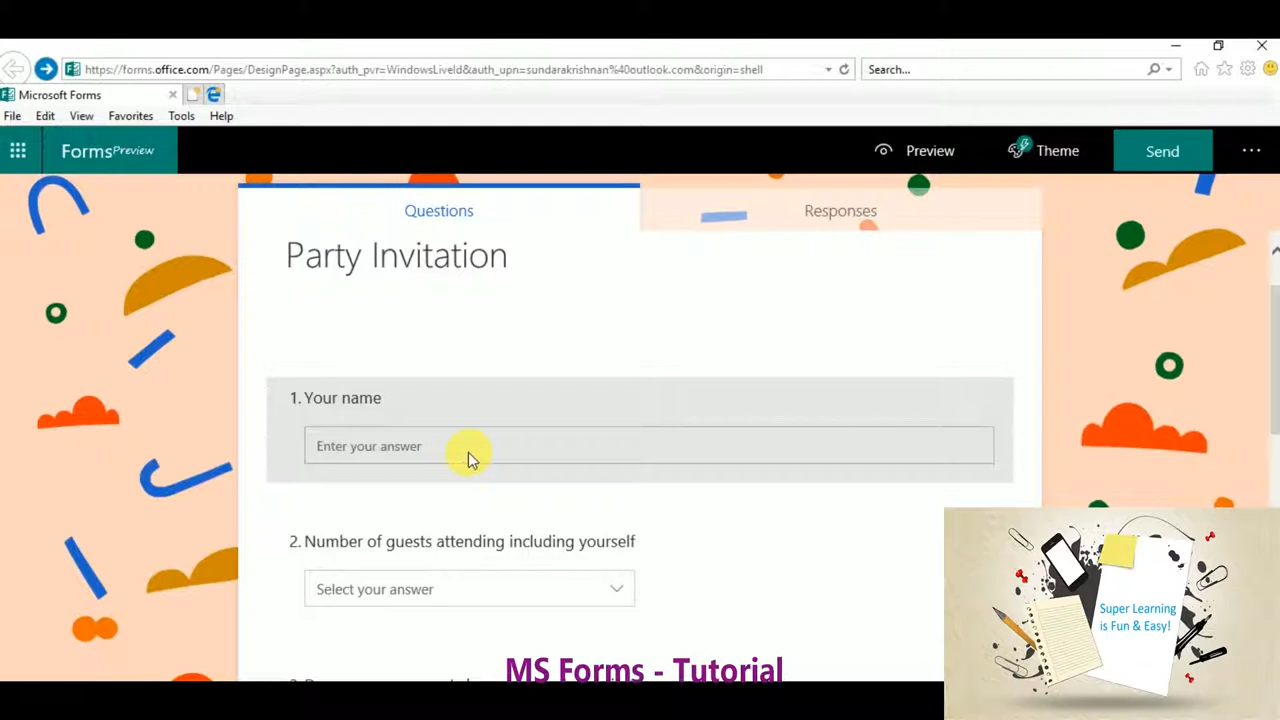 https://forms.office.com/Pages/DesignPage.aspx?auth_pvr=WindowsLiveId&auth_upn=sundarakrishnan%40outlook.com&origin=shell
Search...
Microsoft Forms
File Edit View Favorites Tools Help
Forms Preview
Preview
Theme
Send
...
Questions
Responses
Party Invitation
1. Your name
Enter your answer
2. Number of guests attending including yourself
Select your answer
Super Learning
is Fun & Easy!
MS Forms - Tutorial